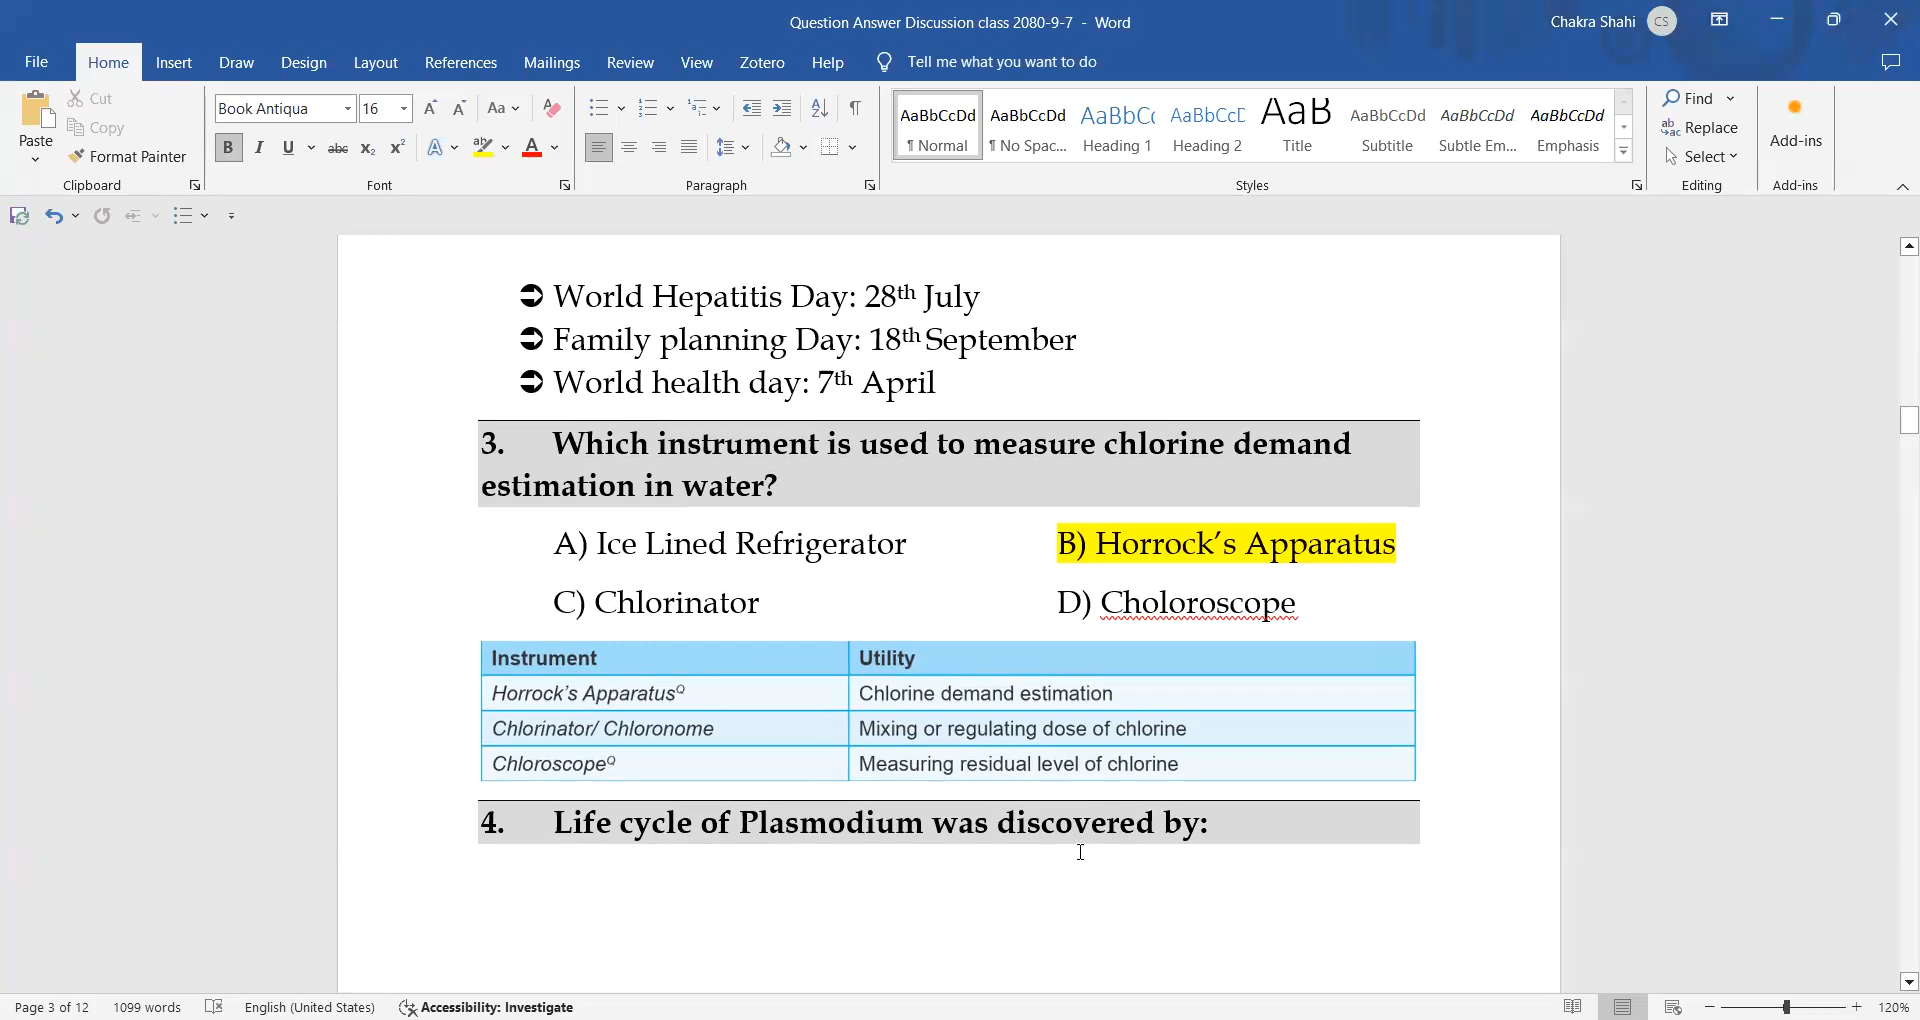 Question Answer Discussion class 2080-9-7 - Word
Chakra Shahi CS
File Home Insert Draw Design Layout References Mailings Review View Zotero Help Tell me what you want to do
Paste
Cut
Copy
Format Painter
Clipboard
Book Antiqua 16
Font
Paragraph
AaBbCcDd AaBbCcDd AaBbCc AaBbCcE AaB AaBbCcDd AaBbCcDd AaBbCcDd
¶ Normal ¶ No Spac... Heading 1 Heading 2 Title Subtitle Subtle Em... Emphasis
Styles
Find
Replace
Select
Editing
Add-ins
Add-ins
World Hepatitis Day: 28th July
Family planning Day: 18th September
World health day: 7th April
3. Which instrument is used to measure chlorine demand
estimation in water?
A) Ice Lined Refrigerator B) Horrock’s Apparatus
C) Chlorinator D) Choloroscope
Instrument Utility
Horrock’s ApparatusQ Chlorine demand estimation
Chlorinator/ Chloronome Mixing or regulating dose of chlorine
ChloroscopeQ Measuring residual level of chlorine
4. Life cycle of Plasmodium was discovered by:
Page 3 of 12 1099 words English (United States) Accessibility: Investigate 120%